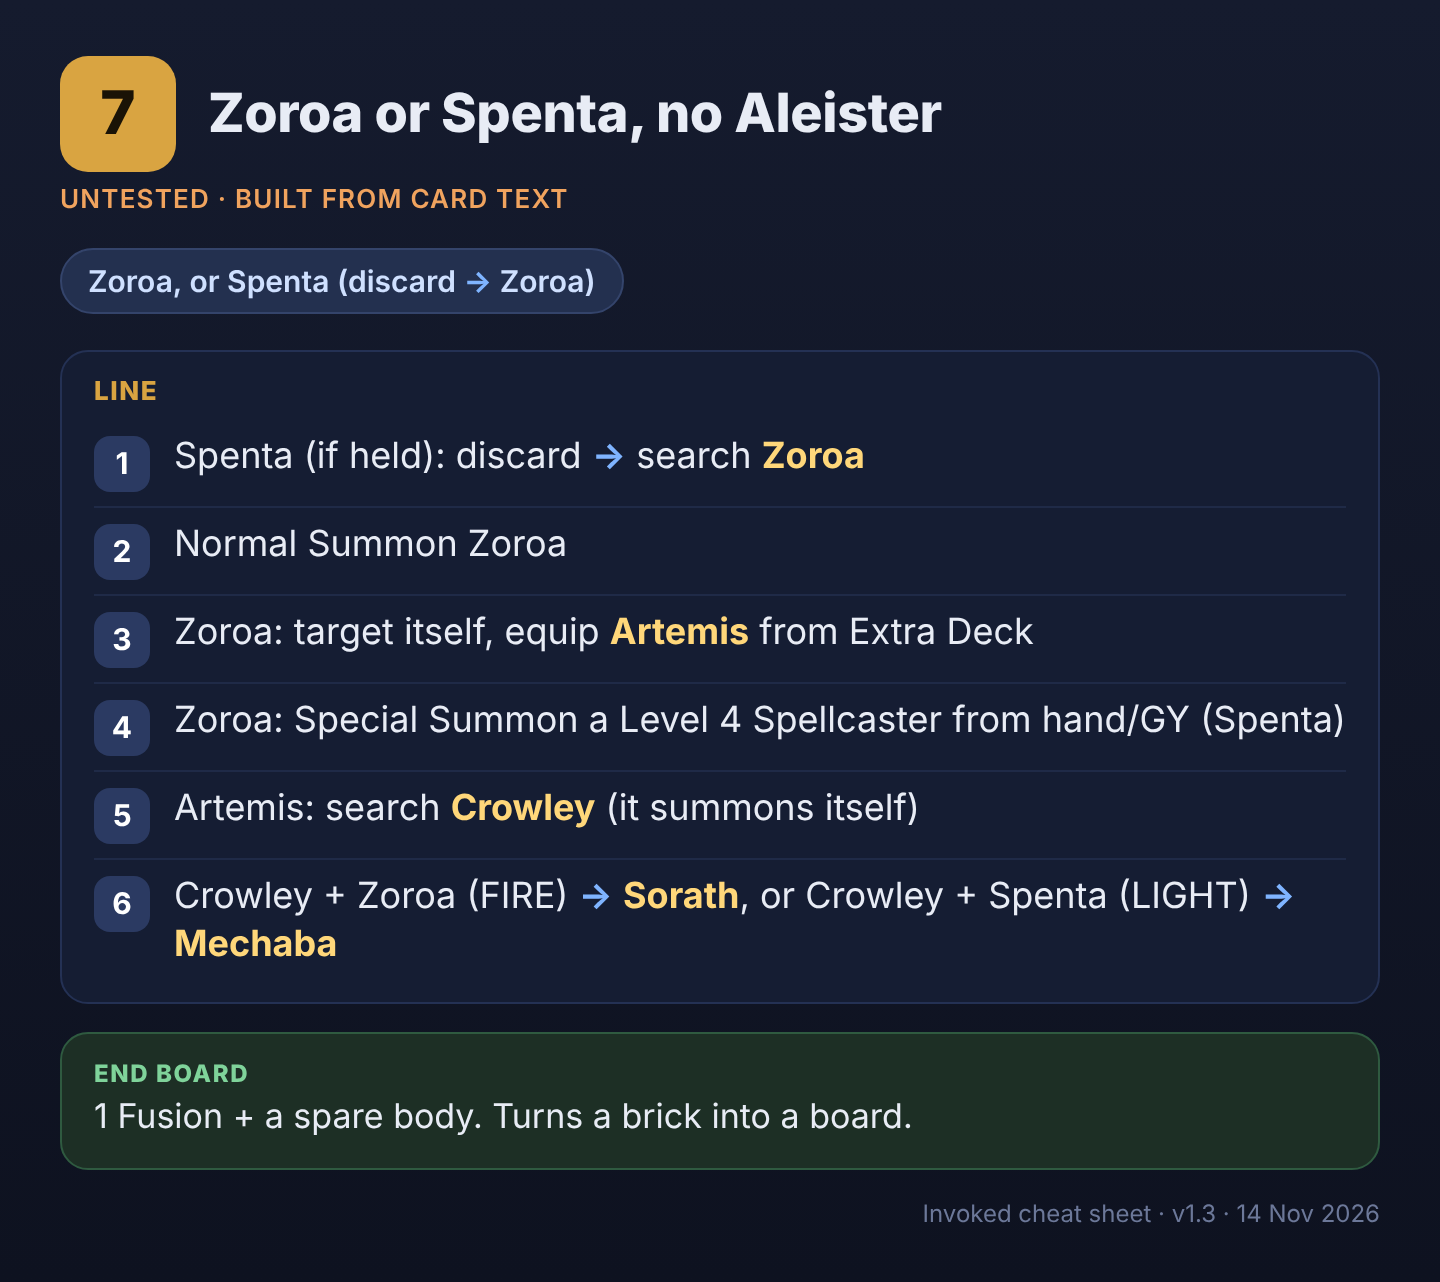 7
Zoroa or Spenta, no Aleister
UNTESTED · BUILT FROM CARD TEXT
Zoroa, or Spenta (discard → Zoroa)
LINE
1 Spenta (if held): discard → search Zoroa
2 Normal Summon Zoroa
3 Zoroa: target itself, equip Artemis from Extra Deck
4 Zoroa: Special Summon a Level 4 Spellcaster from hand/GY (Spenta)
5 Artemis: search Crowley (it summons itself)
6 Crowley + Zoroa (FIRE) → Sorath, or Crowley + Spenta (LIGHT) →
Mechaba
END BOARD
1 Fusion + a spare body. Turns a brick into a board.
Invoked cheat sheet · v1.3 · 14 Nov 2026